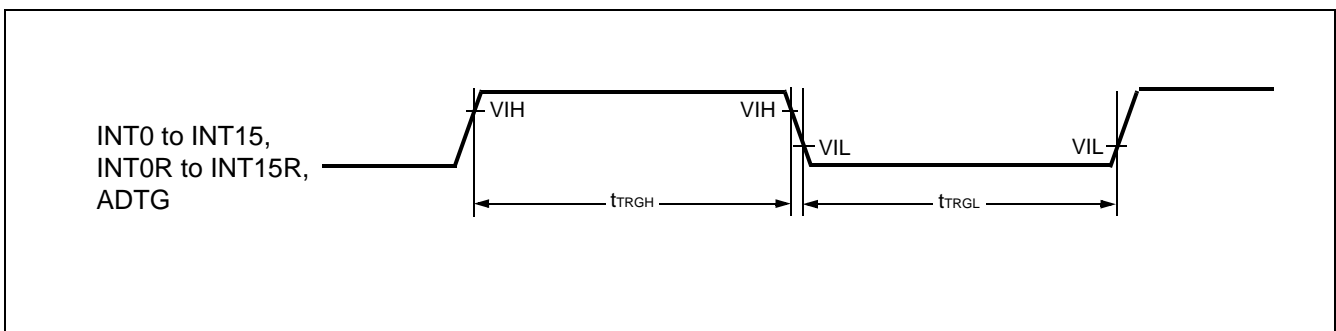 VIH VIH
INT0 to INT15,
INT0R to INT15R,
ADTG
VIL VIL
tTRGH tTRGL